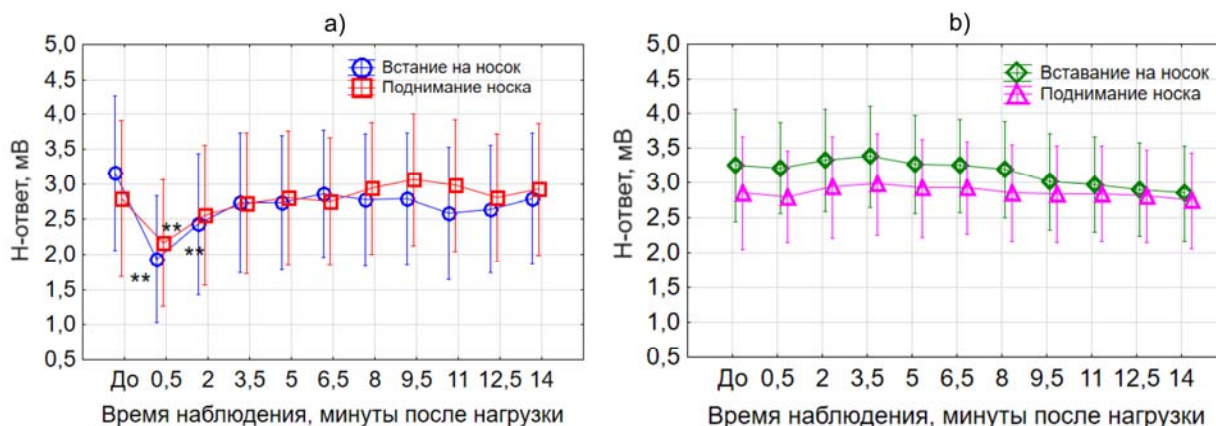 а)
5,0
4,5
4,0
3,5
3,0
2,5
2,0
1,5
1,0
0,5
Н-ответ, мВ
Встание на носок
Поднимание носка
**
**
**
До 0,5 2 3,5 5 6,5 8 9,5 11 12,5 14
Время наблюдения, минуты после нагрузки
b)
5,0
4,5
4,0
3,5
3,0
2,5
2,0
1,5
1,0
0,5
Н-ответ, мВ
Вставание на носок
Поднимание носка
До 0,5 2 3,5 5 6,5 8 9,5 11 12,5 14
Время наблюдения, минуты после нагрузки